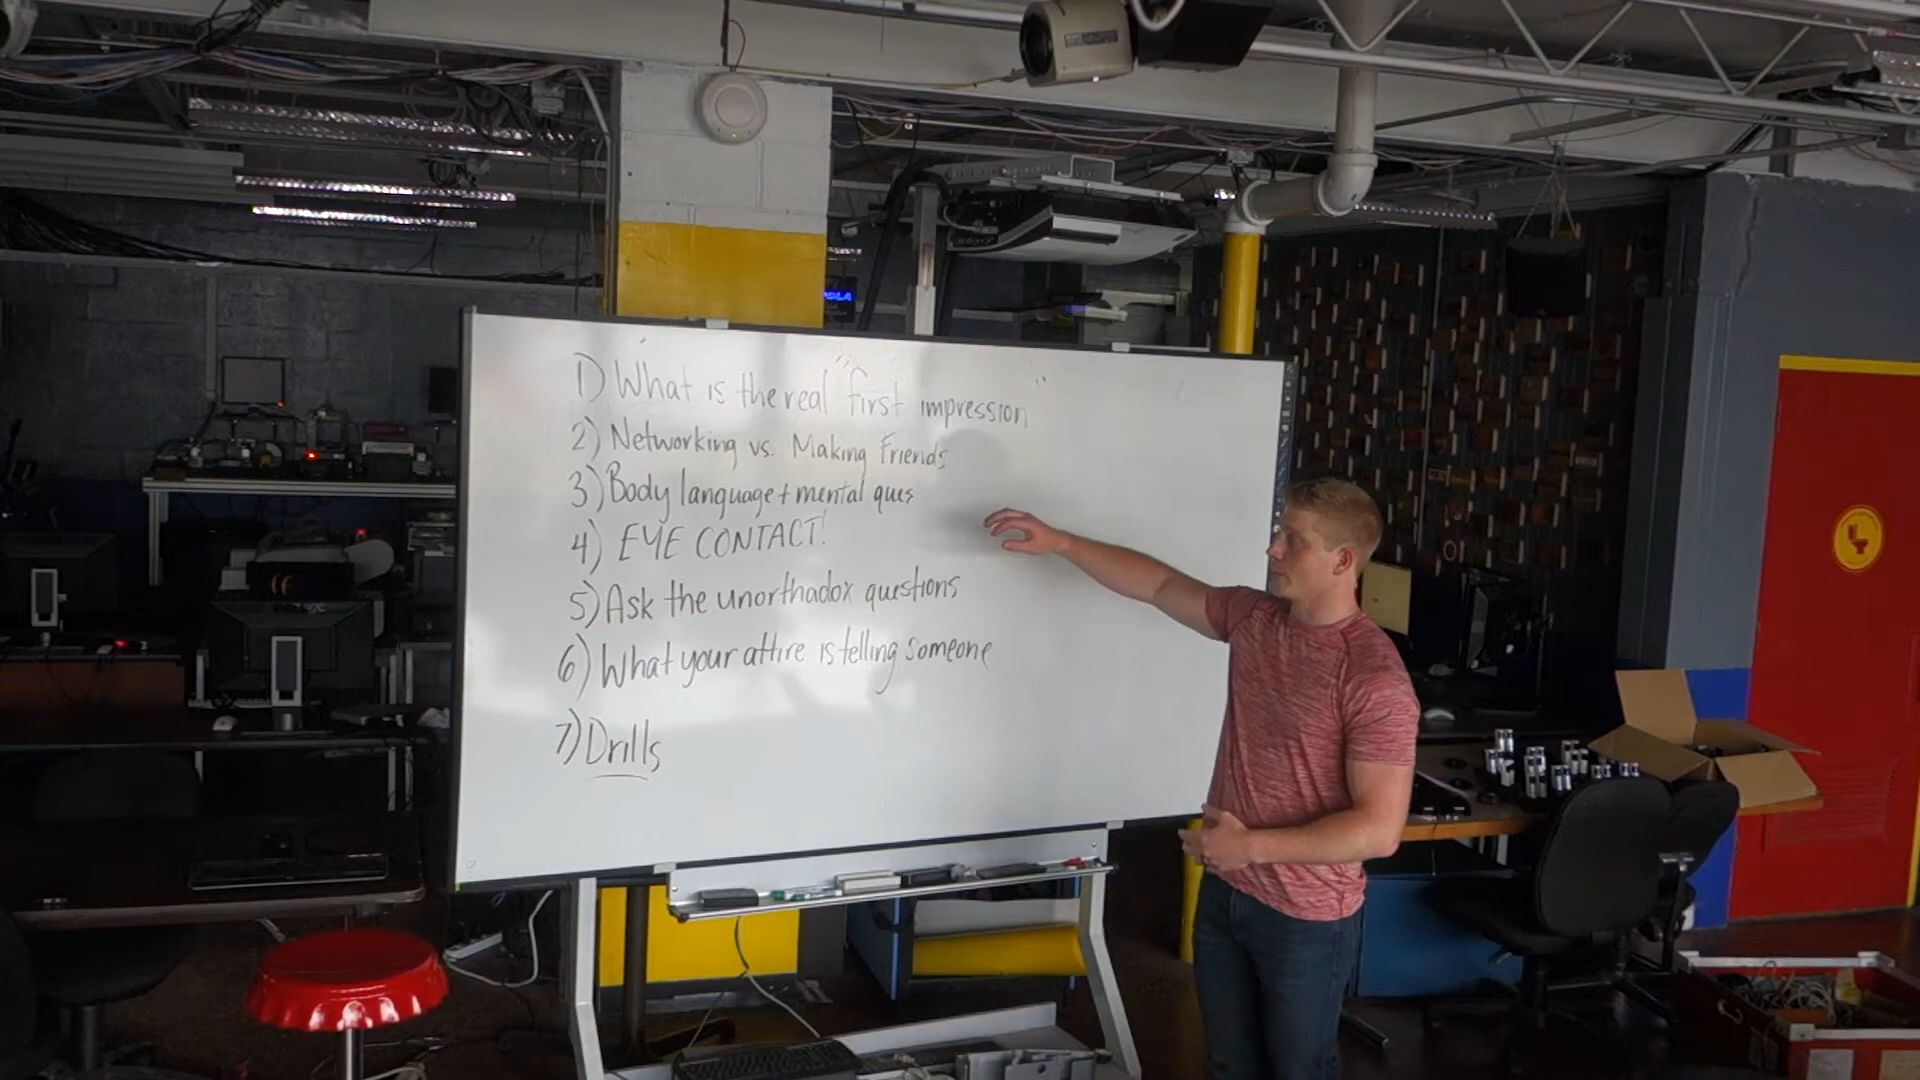 1) What is the real "first impression"
2) Networking vs. Making Friends
3) Body language + mental ques
4) EYE CONTACT!
5) Ask the unorthadox questions
6) What your attire is telling someone
7) Drills